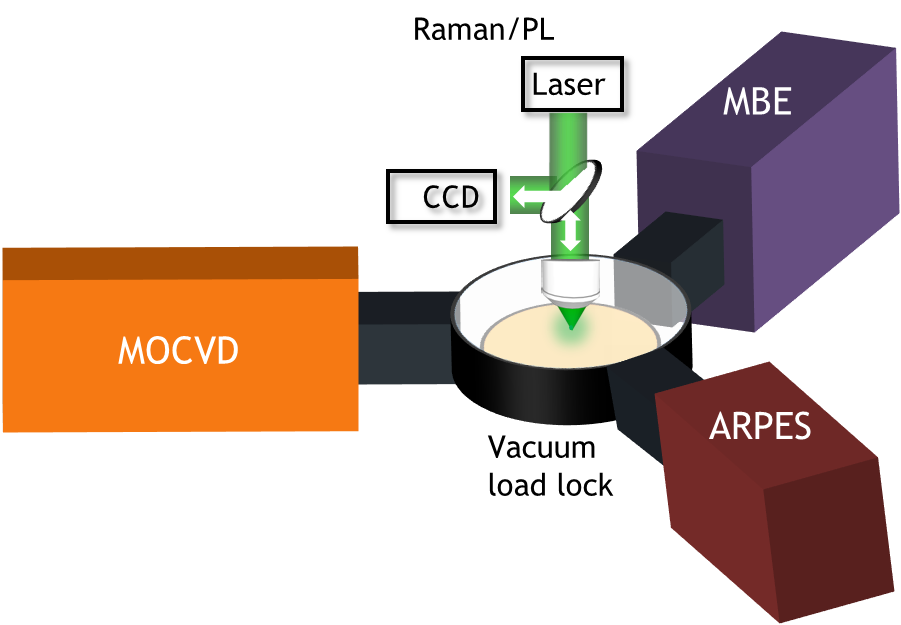 Raman/PL
Laser
MBE
CCD
MOCVD
ARPES
Vacuum
load lock